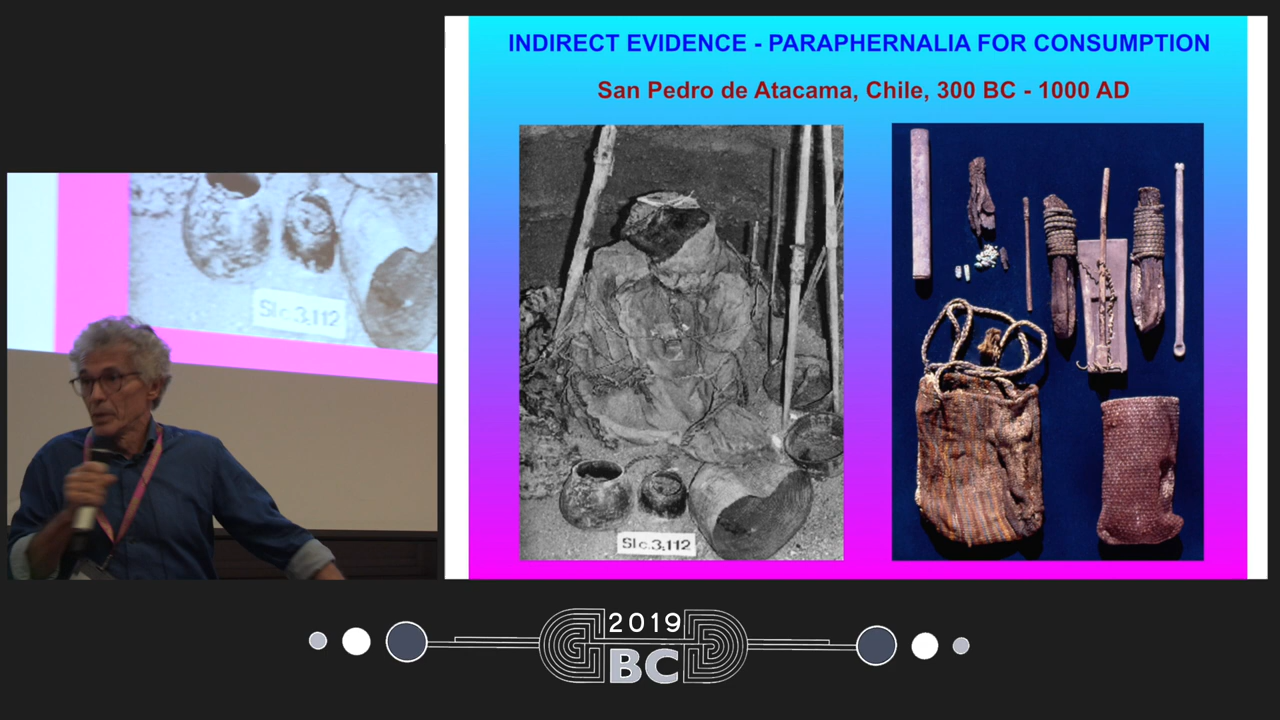 INDIRECT EVIDENCE - PARAPHERNALIA FOR CONSUMPTION
San Pedro de Atacama, Chile, 300 BC - 1000 AD
Slc.3,112
Slc.3,112
2019
BC